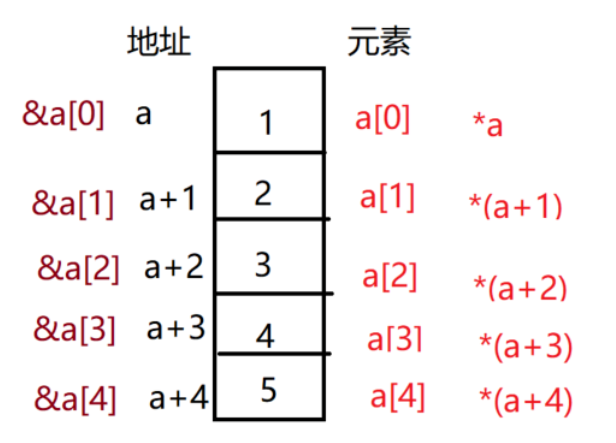 地址 元素
&a[0] a 1 a[0] *a
&a[1] a+1 2 a[1] *(a+1)
&a[2] a+2 3 a[2] *(a+2)
&a[3] a+3 4 a[3] *(a+3)
&a[4] a+4 5 a[4] *(a+4)